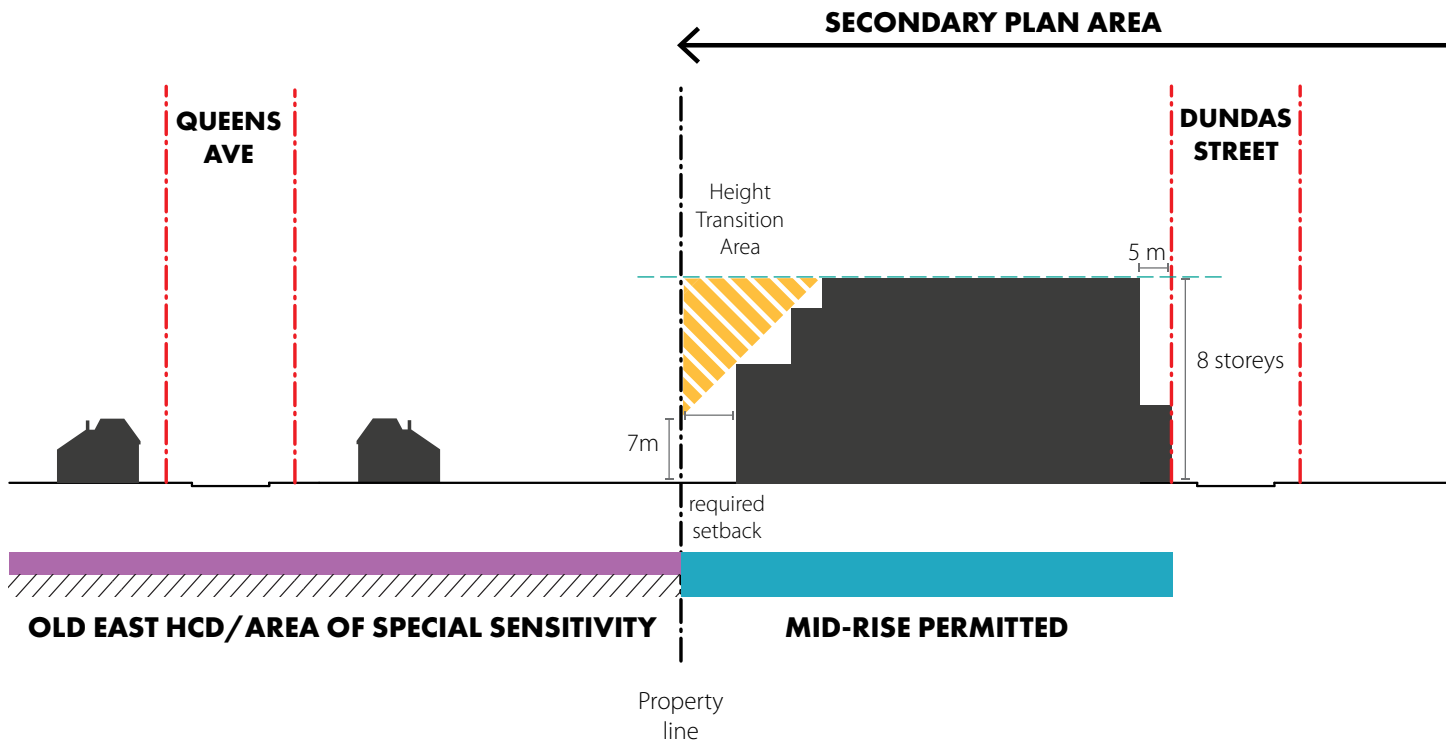 SECONDARY PLAN AREA
QUEENS
AVE
DUNDAS
STREET
Height
Transition
Area
5 m
8 storeys
7m
required
setback
OLD EAST HCD/AREA OF SPECIAL SENSITIVITY
MID-RISE PERMITTED
Property
line